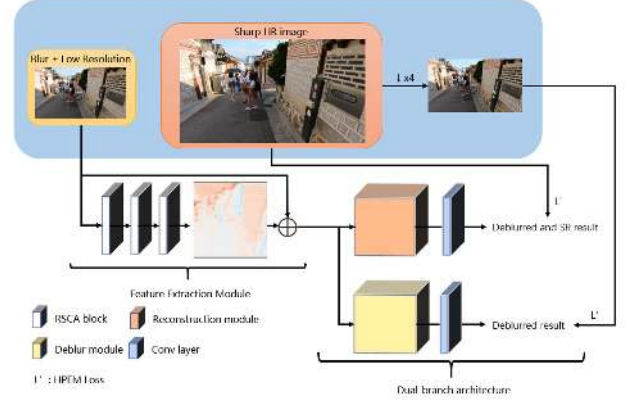 Sharp HR image
Blur + Low Resolution
x4
L'
Deblurred and SR result
Feature Extraction Module
L'
RSCA block
Reconstruction module
Deblurred result
Deblur module
Conv layer
L' : HPEM Loss
Dual branch architecture